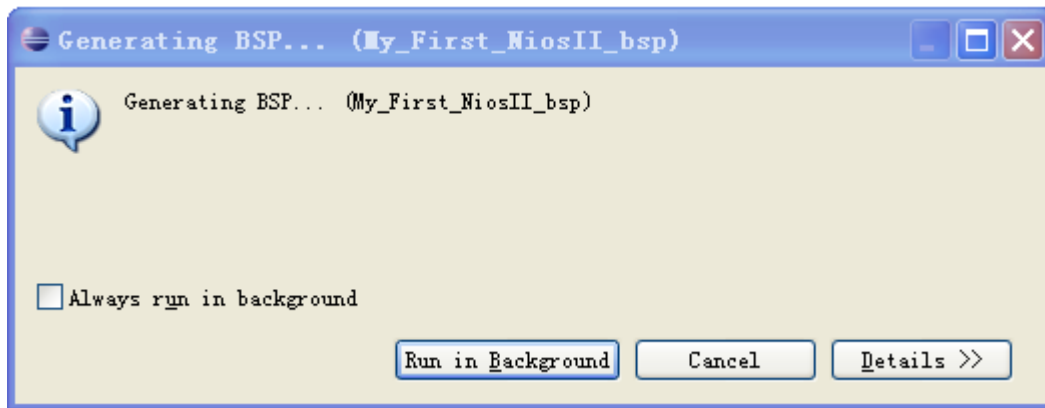 Generating BSP... (My_First_NiosII_bsp)
Generating BSP... (My_First_NiosII_bsp)
Always run in background
Run in Background Cancel Details >>